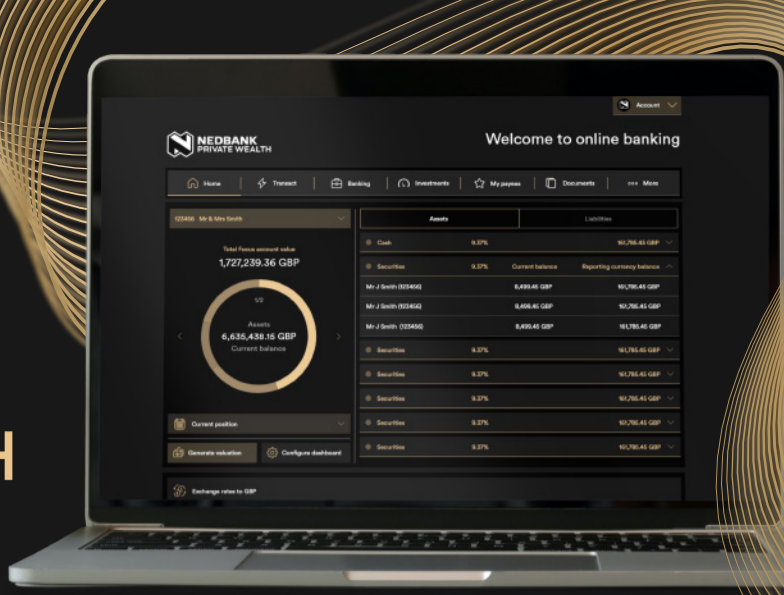 Account
NEDBANK
PRIVATE WEALTH
Welcome to online banking
Home
Transact
Banking
Investments
My payees
Documents
More
123456 Mr & Mrs Smith
Total Focus account value
1,727,239.36 GBP
1/2
Assets
6,635,438.15 GBP
Current balance
Current position
Generate valuation
Configure dashboard
Assets
Liabilities
Cash 9.37% 161,785.45 GBP
Securities 9.37% Current balance Reporting currency balance
Mr J Smith (123456) 8,499.45 GBP 161,785.45 GBP
Mr J Smith (123456) 8,499.45 GBP 161,785.45 GBP
Mr J Smith (123456) 8,499.45 GBP 161,785.45 GBP
Securities 9.37% 161,785.45 GBP
Securities 9.37% 161,785.45 GBP
Securities 9.37% 161,785.45 GBP
Securities 9.37% 161,785.45 GBP
Securities 9.37% 161,785.45 GBP
Exchange rates to GBP
H